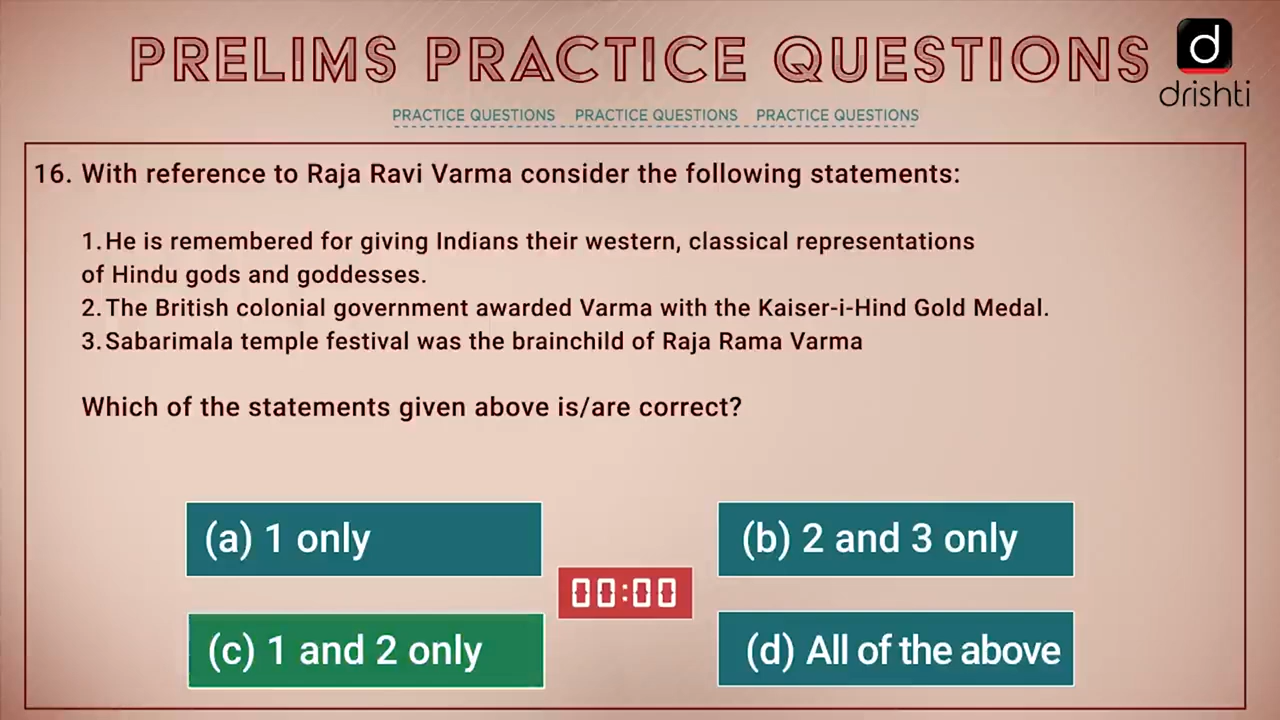 PRELIMS PRACTICE QUESTIONS
d
drishti
PRACTICE QUESTIONS PRACTICE QUESTIONS PRACTICE QUESTIONS
16. With reference to Raja Ravi Varma consider the following statements:
1. He is remembered for giving Indians their western, classical representations
of Hindu gods and goddesses.
2. The British colonial government awarded Varma with the Kaiser-i-Hind Gold Medal.
3. Sabarimala temple festival was the brainchild of Raja Rama Varma
Which of the statements given above is/are correct?
(a) 1 only
(b) 2 and 3 only
00:00
(c) 1 and 2 only
(d) All of the above